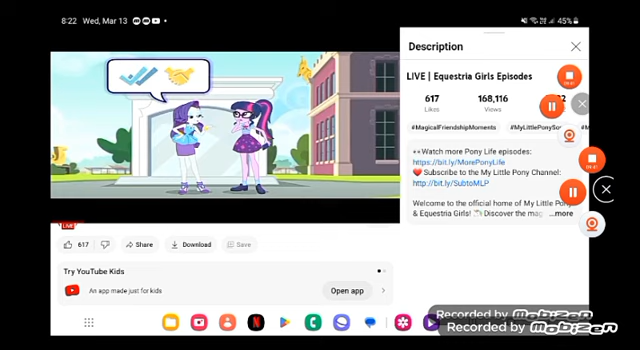 8:22 Wed, Mar 13
45%
Description
LIVE | Equestria Girls Episodes
617
168,116
Likes
Views
#MagicalFriendshipMoments
👀Watch more Pony Life episodes:
https://bit.ly/MorePonyLife
❤️ Subscribe to the My Little Pony Channel:
http://bit.ly/SubtoMLP
Welcome to the official home of My Little Pony
& Equestria Girls! Discover the mag ...more
LIVE
617
Share
Download
Save
Try YouTube Kids
An app made just for kids
Open app
Recorded by Mobizen
Recorded by Mobizen